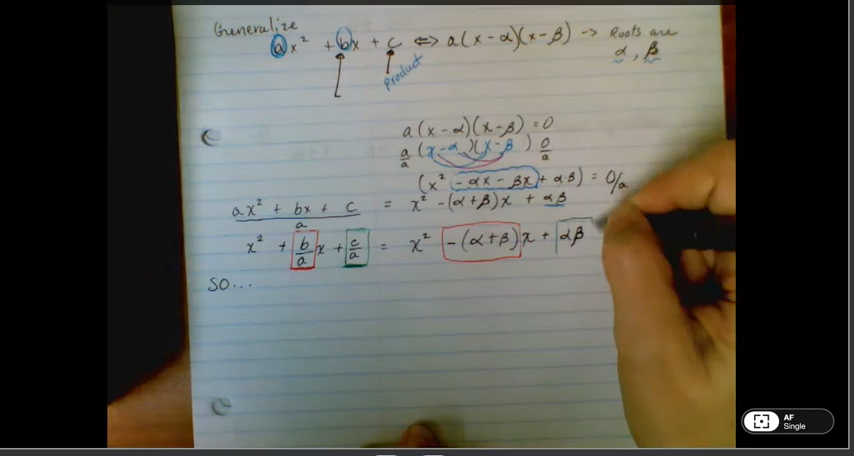 Generalize
ax² + bx + c ⇔ a(x-α)(x-β) -> Roots are
α, β
product
a(x-α)(x-β) = 0
a/a (x-α)(x-β) 0/a
(x² -αx - βx + αβ) = 0/a
(ax² + bx + c)/a = x² -(α+β)x + αβ
x² + b/a x + c/a = x² -(α+β)x + αβ
SO...
AF
Single